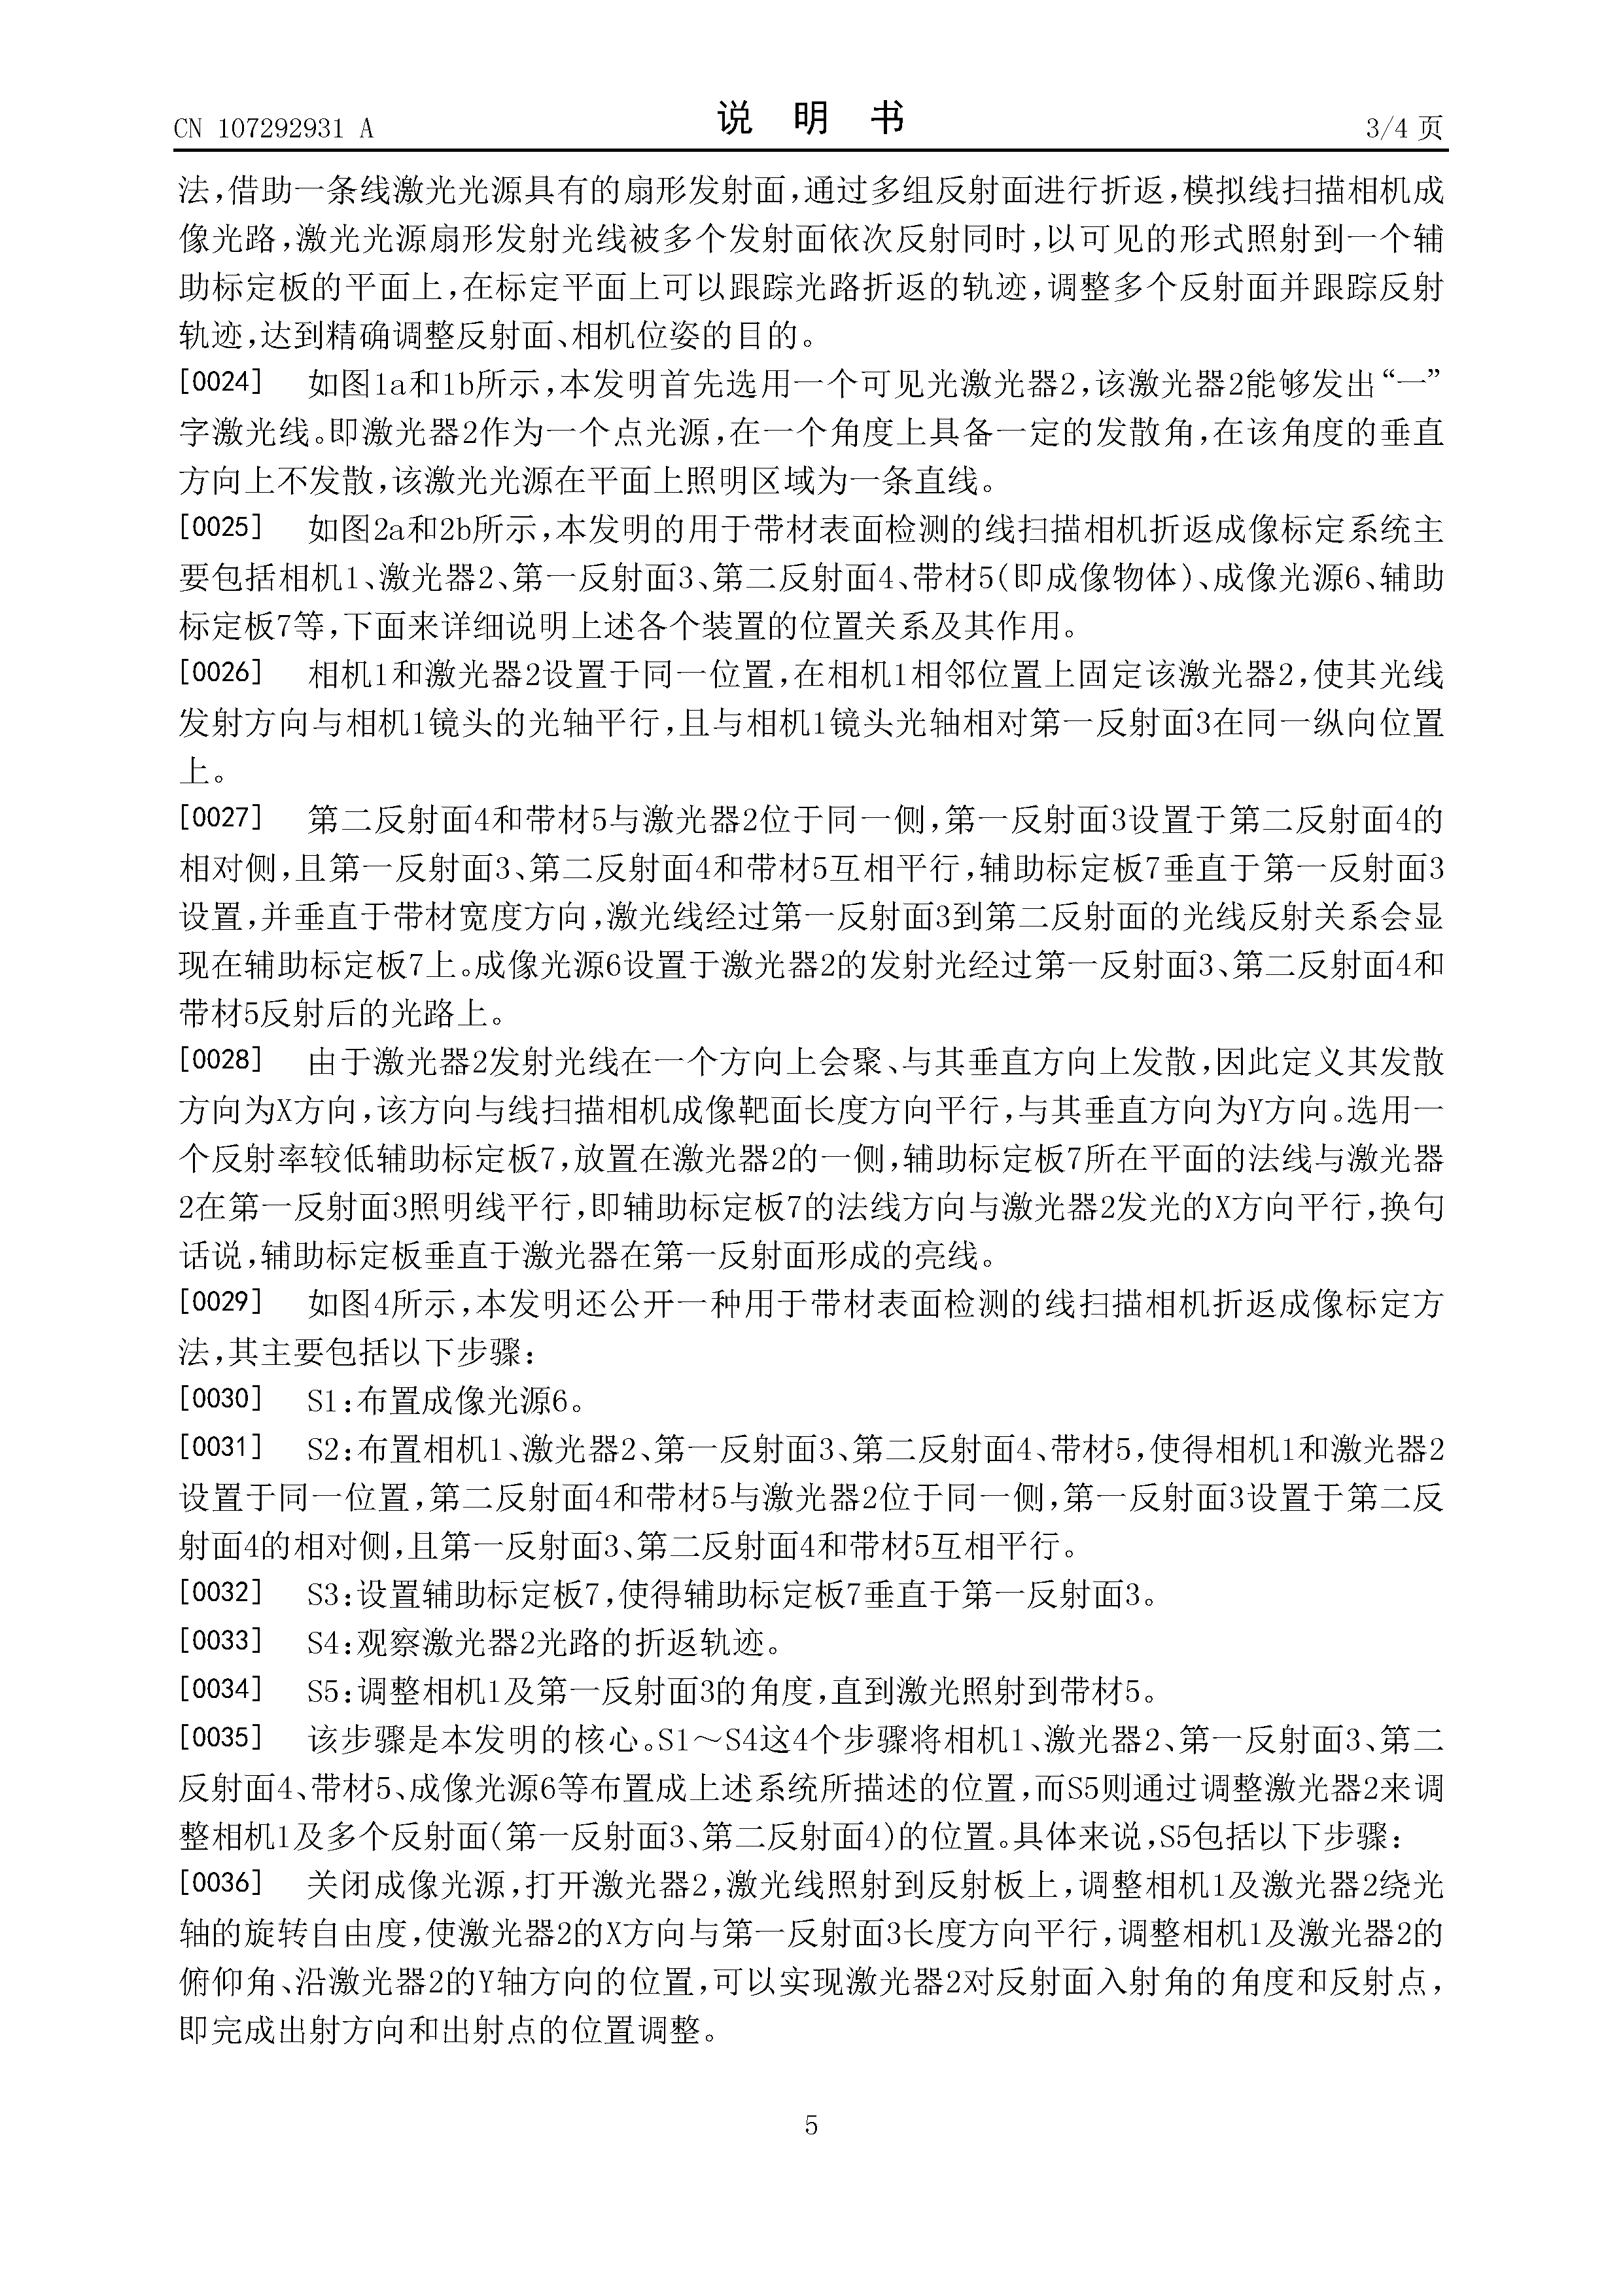 CN 107292931 A
说 明 书
3/4 页
法,借助一条线激光光源具有的扇形发射面,通过多组反射面进行折返,模拟线扫描相机成
像光路,激光光源扇形发射光线被多个发射面依次反射同时,以可见的形式照射到一个辅
助标定板的平面上,在标定平面上可以跟踪光路折返的轨迹,调整多个反射面并跟踪反射
轨迹,达到精确调整反射面、相机位姿的目的。
[0024] 如图1a和1b所示,本发明首先选用一个可见光激光器2,该激光器2能够发出“一”
字激光线。即激光器2作为一个点光源,在一个角度上具备一定的发散角,在该角度的垂直
方向上不发散,该激光光源在平面上照明区域为一条直线。
[0025] 如图2a和2b所示,本发明的用于带材表面检测的线扫描相机折返成像标定系统主
要包括相机1、激光器2、第一反射面3、第二反射面4、带材5(即成像物体)、成像光源6、辅助
标定板7等,下面来详细说明上述各个装置的位置关系及其作用。
[0026] 相机1和激光器2设置于同一位置,在相机1相邻位置上固定该激光器2,使其光线
发射方向与相机1镜头的光轴平行,且与相机1镜头光轴相对第一反射面3在同一纵向位置
上。
[0027] 第二反射面4和带材5与激光器2位于同一侧,第一反射面3设置于第二反射面4的
相对侧,且第一反射面3、第二反射面4和带材5互相平行,辅助标定板7垂直于第一反射面3
设置,并垂直于带材宽度方向,激光线经过第一反射面3到第二反射面的光线反射关系会显
现在辅助标定板7上。成像光源6设置于激光器2的发射光经过第一反射面3、第二反射面4和
带材5反射后的光路上。
[0028] 由于激光器2发射光线在一个方向上会聚、与其垂直方向上发散,因此定义其发散
方向为X方向,该方向与线扫描相机成像靶面长度方向平行,与其垂直方向为Y方向。选用一
个反射率较低辅助标定板7,放置在激光器2的一侧,辅助标定板7所在平面的法线与激光器
2在第一反射面3照明线平行,即辅助标定板7的法线方向与激光器2发光的X方向平行,换句
话说,辅助标定板垂直于激光器在第一反射面形成的亮线。
[0029] 如图4所示,本发明还公开一种用于带材表面检测的线扫描相机折返成像标定方
法,其主要包括以下步骤:
[0030] S1:布置成像光源6。
[0031] S2:布置相机1、激光器2、第一反射面3、第二反射面4、带材5,使得相机1和激光器2
设置于同一位置,第二反射面4和带材5与激光器2位于同一侧,第一反射面3设置于第二反
射面4的相对侧,且第一反射面3、第二反射面4和带材5互相平行。
[0032] S3:设置辅助标定板7,使得辅助标定板7垂直于第一反射面3。
[0033] S4:观察激光器2光路的折返轨迹。
[0034] S5:调整相机1及第一反射面3的角度,直到激光照射到带材5。
[0035] 该步骤是本发明的核心。S1～S4这4个步骤将相机1、激光器2、第一反射面3、第二
反射面4、带材5、成像光源6等布置成上述系统所描述的位置,而S5则通过调整激光器2来调
整相机1及多个反射面(第一反射面3、第二反射面4)的位置。具体来说,S5包括以下步骤:
[0036] 关闭成像光源,打开激光器2,激光线照射到反射板上,调整相机1及激光器2绕光
轴的旋转自由度,使激光器2的X方向与第一反射面3长度方向平行,调整相机1及激光器2的
俯仰角、沿激光器2的Y轴方向的位置,可以实现激光器2对反射面入射角的角度和反射点,
即完成出射方向和出射点的位置调整。
5